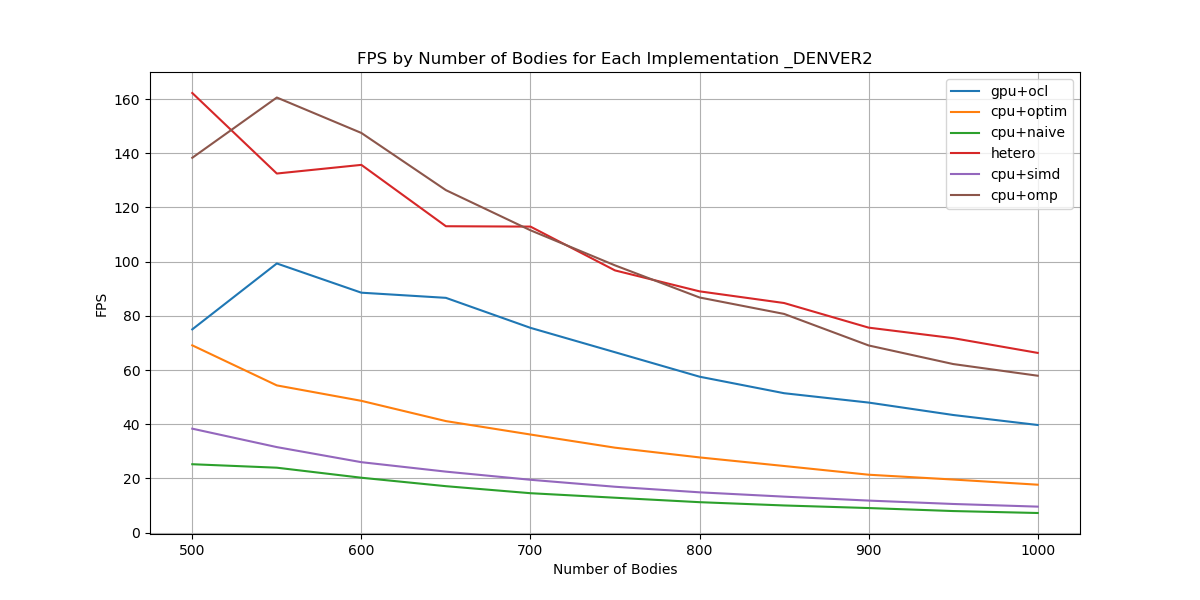 FPS by Number of Bodies for Each Implementation _DENVER2
gpu+ocl
cpu+optim
cpu+naive
hetero
cpu+simd
cpu+omp
FPS
160
140
120
100
80
60
40
20
0
500
600
700
800
900
1000
Number of Bodies